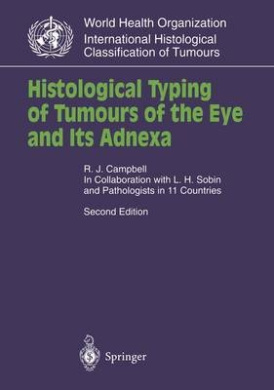 World Health Organization
International Histological
Classification of Tumours
Histological Typing
of Tumours of the Eye
and Its Adnexa
R. J. Campbell
In Collaboration with L. H. Sobin
and Pathologists in 11 Countries
Second Edition
Springer